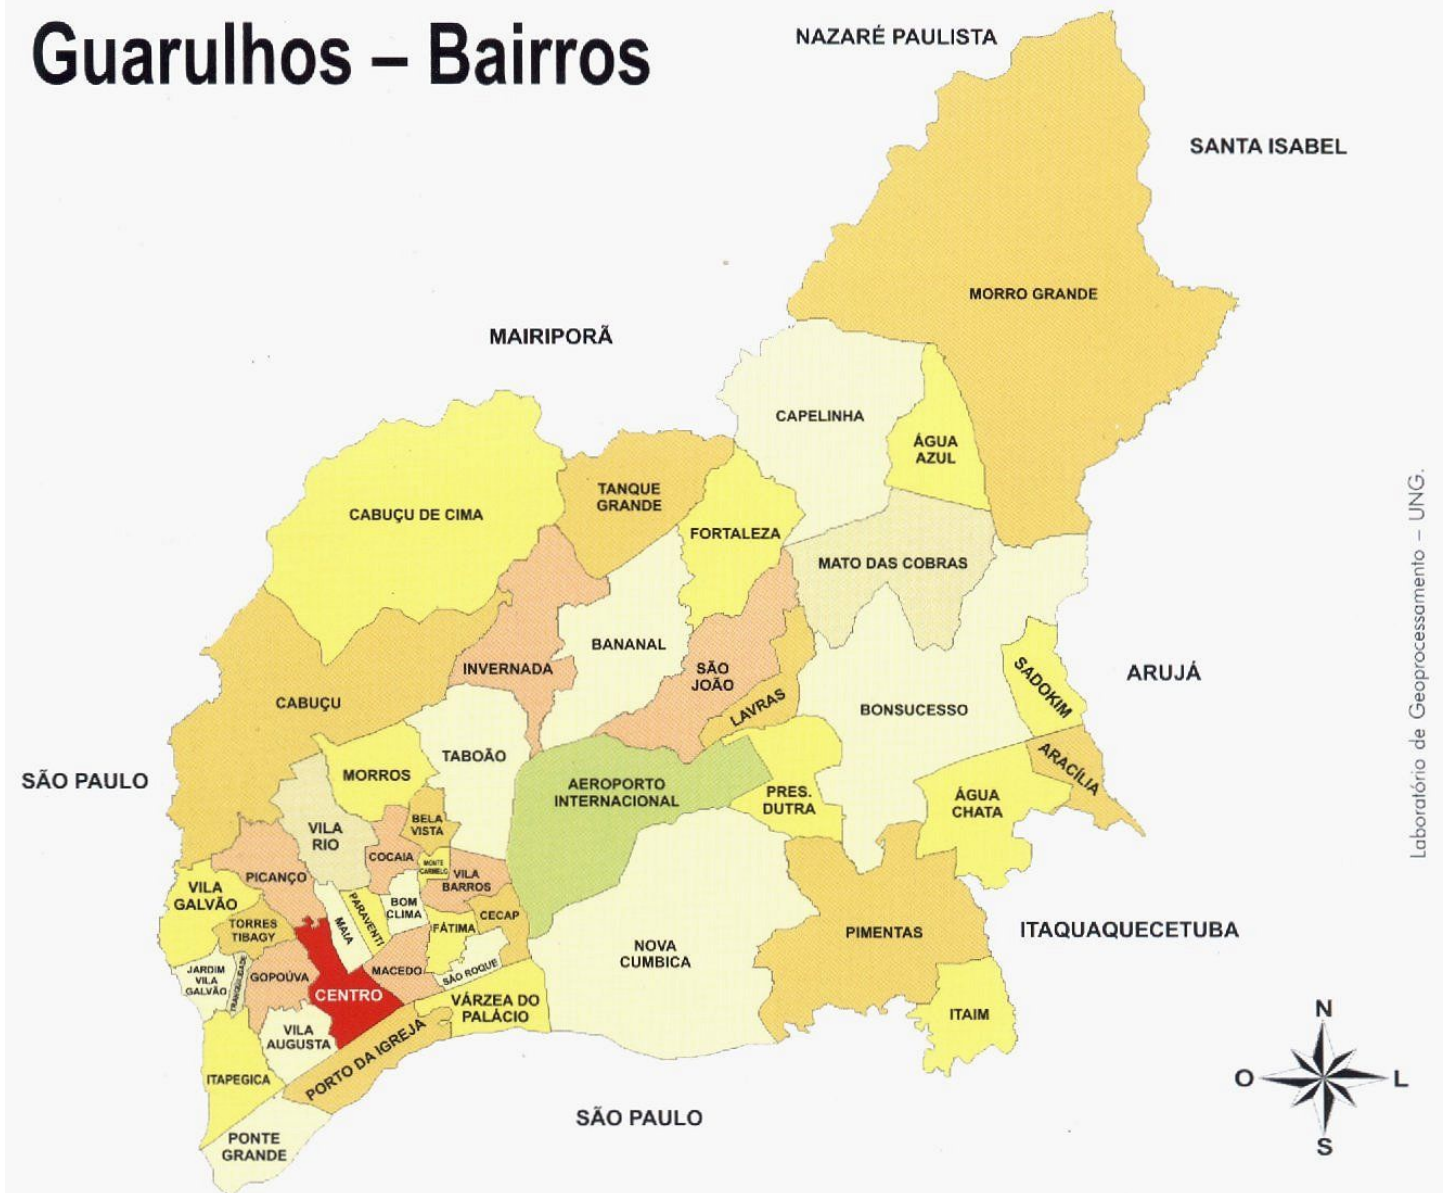 Guarulhos – Bairros
NAZARÉ PAULISTA
SANTA ISABEL
MORRO GRANDE
MAIRIPORÃ
CAPELINHA
ÁGUA
AZUL
TANQUE
GRANDE
CABUÇU DE CIMA
FORTALEZA
MATO DAS COBRAS
BANANAL
INVERNADA
SÃO
JOÃO
SADOKIM
ARUJÁ
CABUÇU
LAVRAS
BONSUCESSO
TABOÃO
MORROS
SÃO PAULO
AEROPORTO
INTERNACIONAL
PRES.
DUTRA
ÁGUA
CHATA
ARACÍLIA
VILA
RIO
BELA
VISTA
COCAIA
MONTE
CARMELO
VILA
BARROS
PICANÇO
VILA
GALVÃO
MAIA
PARAVENTI
BOM
CLIMA
CECAP
FÁTIMA
TORRES
TIBAGY
NOVA
CUMBICA
PIMENTAS
ITAQUAQUECETUBA
JARDIM
VILA
GALVÃO
TRANQUILIDADE
GOPOÚVA
MACEDO
SÃO ROQUE
CENTRO
VÁRZEA DO
PALÁCIO
ITAIM
VILA
AUGUSTA
PORTO DA IGREJA
ITAPEGICA
PONTE
GRANDE
SÃO PAULO
N
O
L
S
Laboratório de Geoprocessamento – UNG.